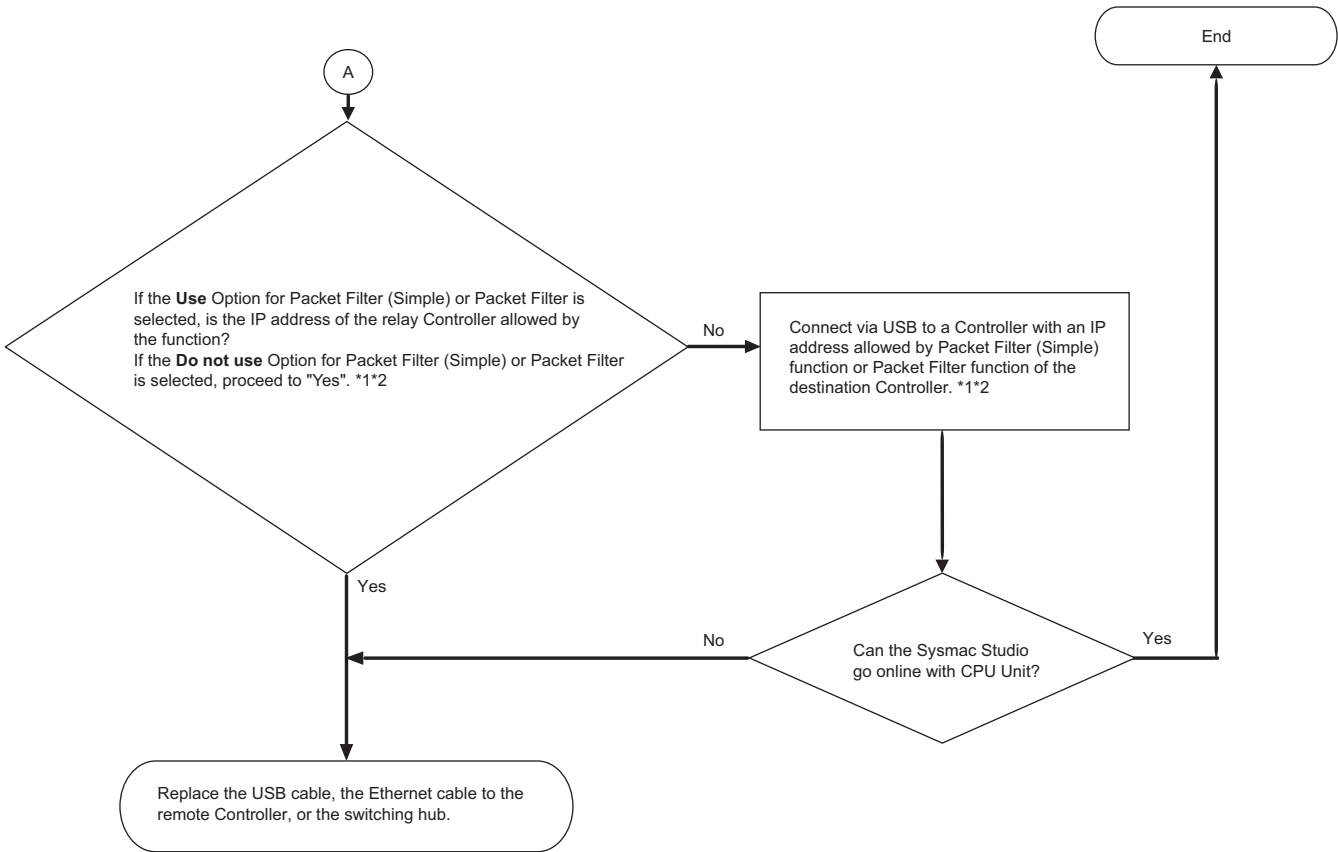 A
If the Use Option for Packet Filter (Simple) or Packet Filter is
selected, is the IP address of the relay Controller allowed by
the function?
If the Do not use Option for Packet Filter (Simple) or Packet Filter
is selected, proceed to "Yes". *1*2
No
Connect via USB to a Controller with an IP
address allowed by Packet Filter (Simple)
function or Packet Filter function of the
destination Controller. *1*2
Yes
No
Can the Sysmac Studio
go online with CPU Unit?
Yes
End
Replace the USB cable, the Ethernet cable to the
remote Controller, or the switching hub.